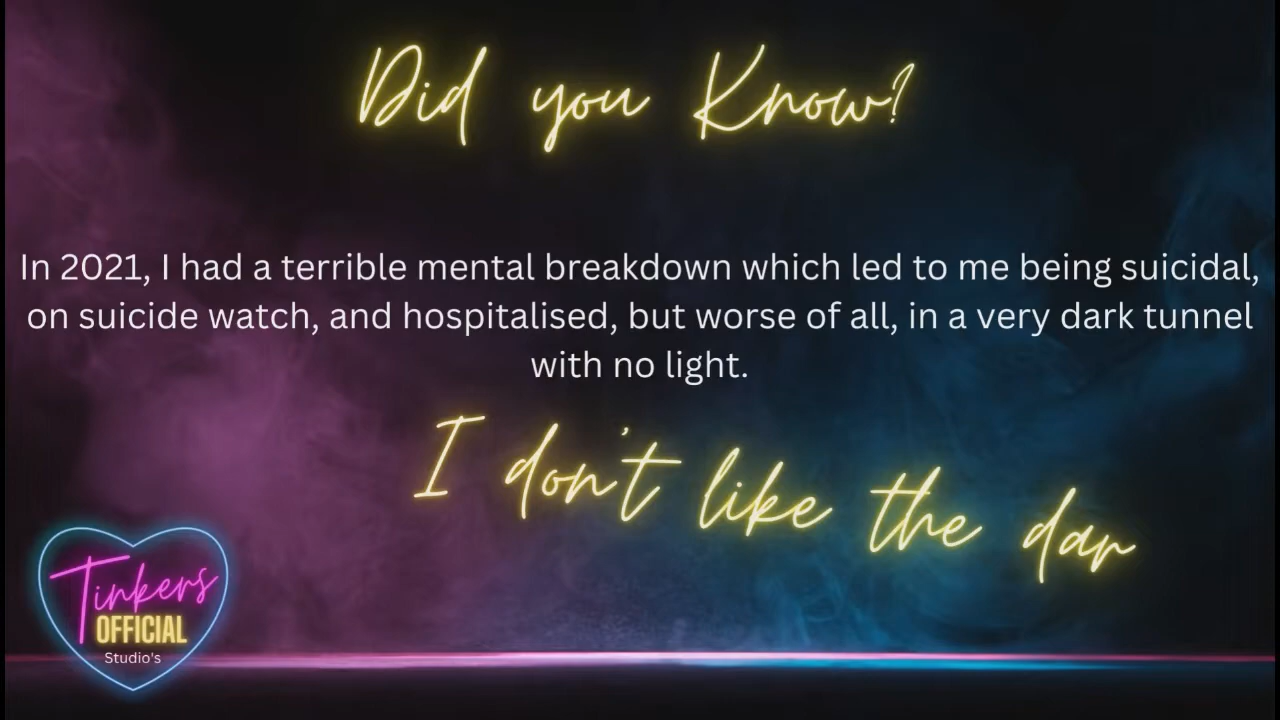 Did you Know?
In 2021, I had a terrible mental breakdown which led to me being suicidal,
on suicide watch, and hospitalised, but worse of all, in a very dark tunnel
with no light.
I don't like the dar
Tinkers
OFFICIAL
Studio's